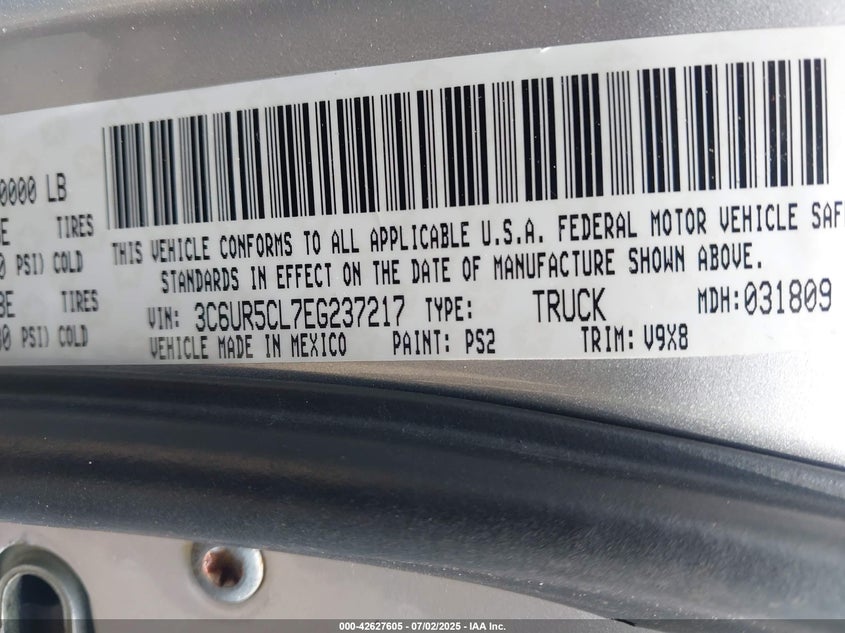 0000 LB
TIRES
PSI) COLD
TIRES
PSI) COLD
THIS VEHICLE CONFORMS TO ALL APPLICABLE U.S.A. FEDERAL MOTOR VEHICLE SAF
STANDARDS IN EFFECT ON THE DATE OF MANUFACTURE SHOWN ABOVE.
VIN: 3C6UR5CL7EG237217 TYPE: TRUCK MDH:031809
VEHICLE MADE IN MEXICO PAINT: PS2 TRIM: V9X8
000-42627605 - 07/02/2025 - IAA Inc.